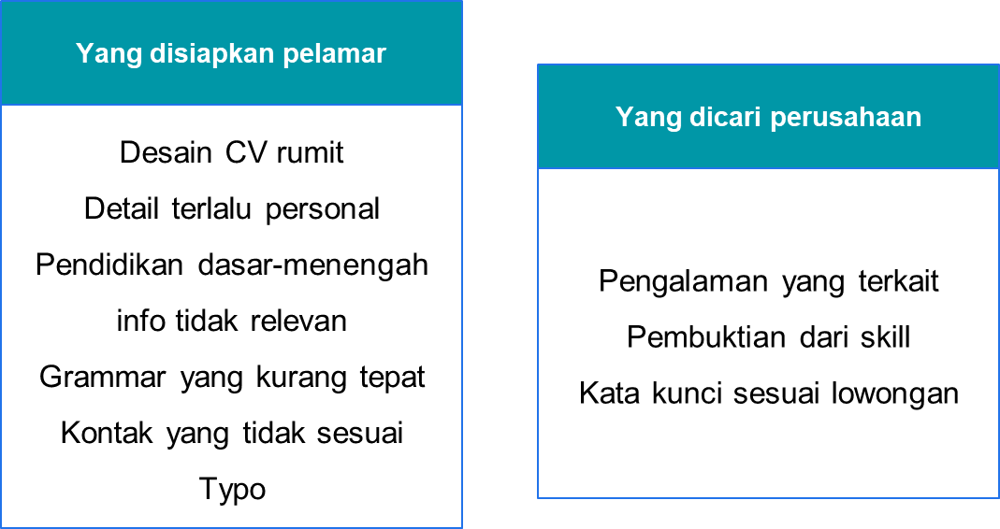 Yang disiapkan pelamar
Desain CV rumit
Detail terlalu personal
Pendidikan dasar-menengah
info tidak relevan
Grammar yang kurang tepat
Kontak yang tidak sesuai
Typo
Yang dicari perusahaan
Pengalaman yang terkait
Pembuktian dari skill
Kata kunci sesuai lowongan